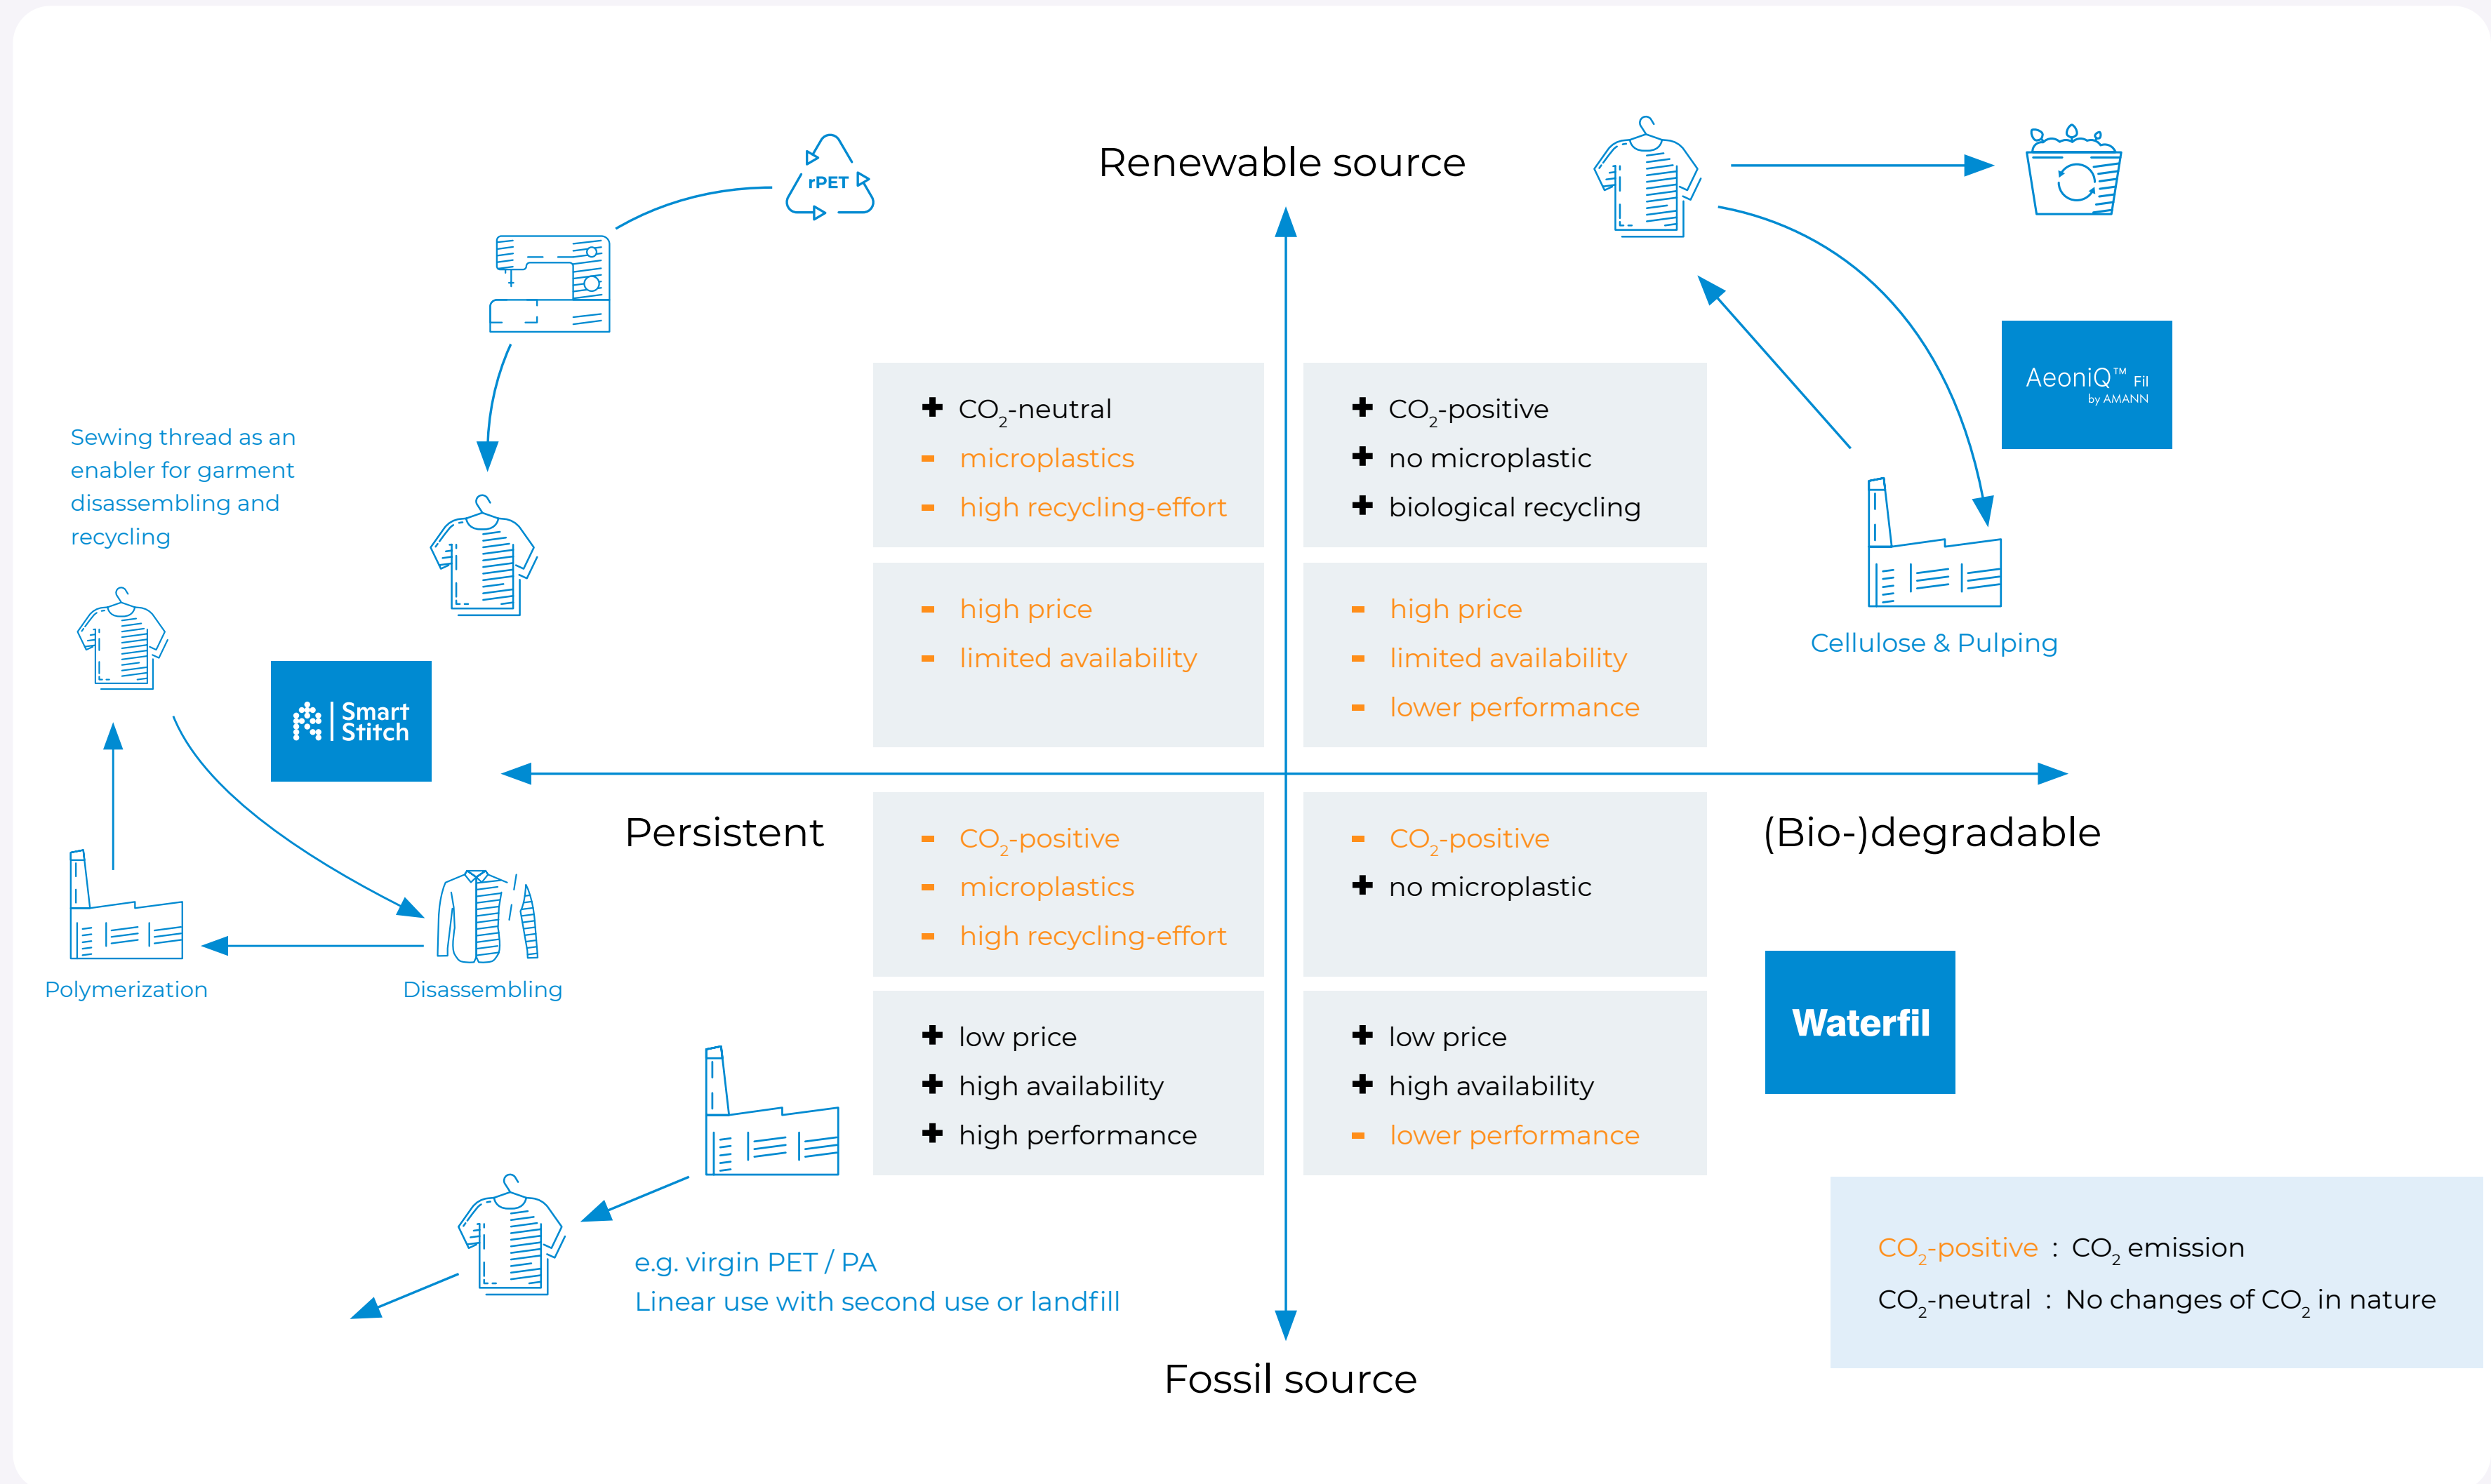 rPET
Renewable source
Sewing thread as an
enabler for garment
disassembling and
recycling
+ CO₂-neutral
- microplastics
- high recycling-effort
- high price
- limited availability
+ CO₂-positive
+ no microplastic
+ biological recycling
- high price
- limited availability
- lower performance
AeoniQ™ Fil
by AMANN
Cellulose & Pulping
Smart
Stitch
Persistent
(Bio-)degradable
Polymerization
Disassembling
- CO₂-positive
- microplastics
- high recycling-effort
+ low price
+ high availability
+ high performance
- CO₂-positive
+ no microplastic
+ low price
+ high availability
- lower performance
Waterfil
e.g. virgin PET / PA
Linear use with second use or landfill
CO₂-positive : CO₂ emission
CO₂-neutral : No changes of CO₂ in nature
Fossil source